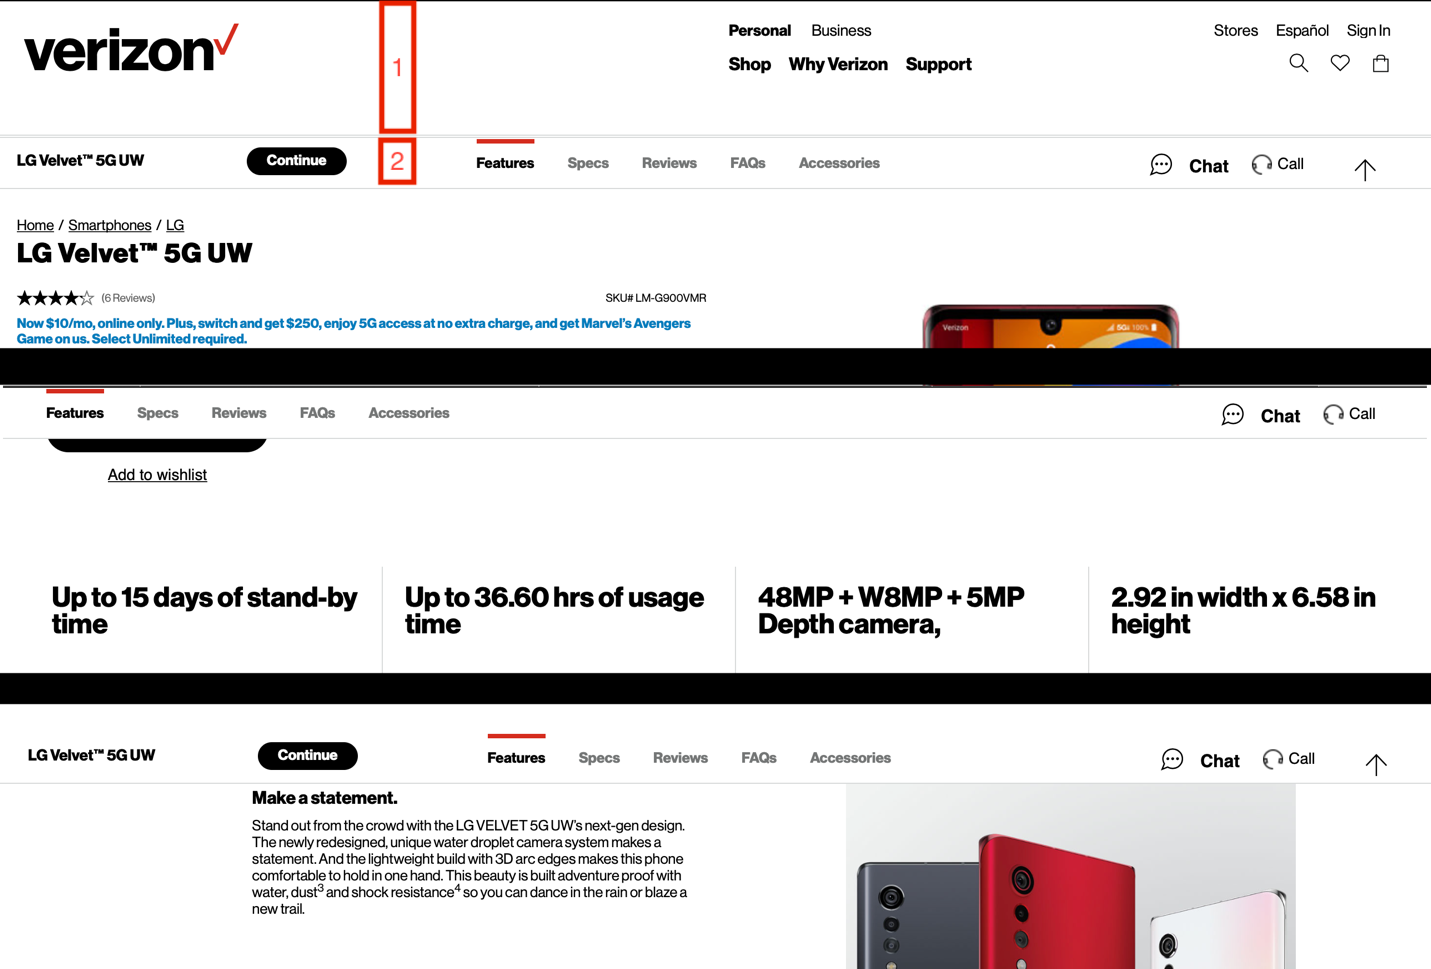 verizon
1
Personal Business
Stores Español Sign In
Shop Why Verizon Support
LG Velvet™ 5G UW
Continue
2
Features Specs Reviews FAQs Accessories
Chat Call
Home / Smartphones / LG
LG Velvet™ 5G UW
(6 Reviews)
SKU# LM-G900VMR
Now $10/mo, online only. Plus, switch and get $250, enjoy 5G access at no extra charge, and get Marvel's Avengers
Game on us. Select Unlimited required.
Verizon
100%
Features Specs Reviews FAQs Accessories
Chat Call
Add to wishlist
Up to 15 days of stand-by
time
Up to 36.60 hrs of usage
time
48MP + W8MP + 5MP
Depth camera,
2.92 in width x 6.58 in
height
LG Velvet™ 5G UW
Continue
Features Specs Reviews FAQs Accessories
Chat Call
Make a statement.
Stand out from the crowd with the LG VELVET 5G UW's next-gen design.
The newly redesigned, unique water droplet camera system makes a
statement. And the lightweight build with 3D arc edges makes this phone
comfortable to hold in one hand. This beauty is built adventure proof with
water, dust3 and shock resistance4 so you can dance in the rain or blaze a
new trail.